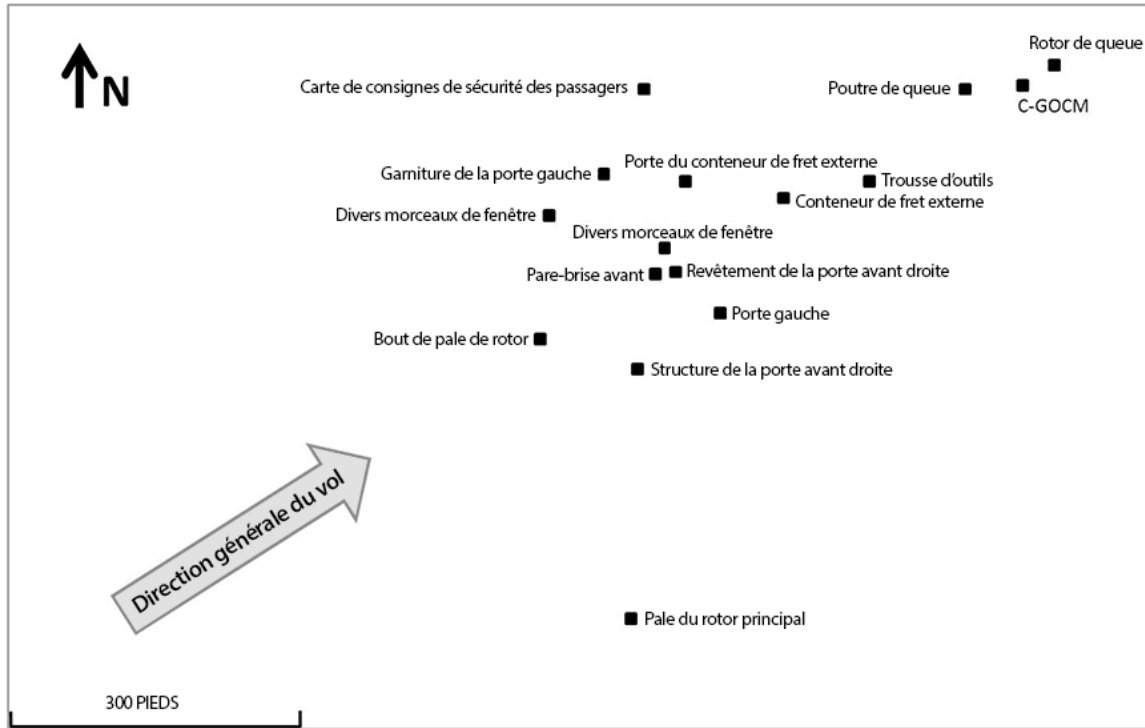 Rotor de queue
N
Carte de consignes de sécurité des passagers
Poutre de queue
C-GOCM
Porte du conteneur de fret externe
Garniture de la porte gauche
Trousse d'outils
Conteneur de fret externe
Divers morceaux de fenêtre
Divers morceaux de fenêtre
Pare-brise avant
Revêtement de la porte avant droite
Porte gauche
Bout de pale de rotor
Structure de la porte avant droite
Direction générale du vol
Pale du rotor principal
300 PIEDS